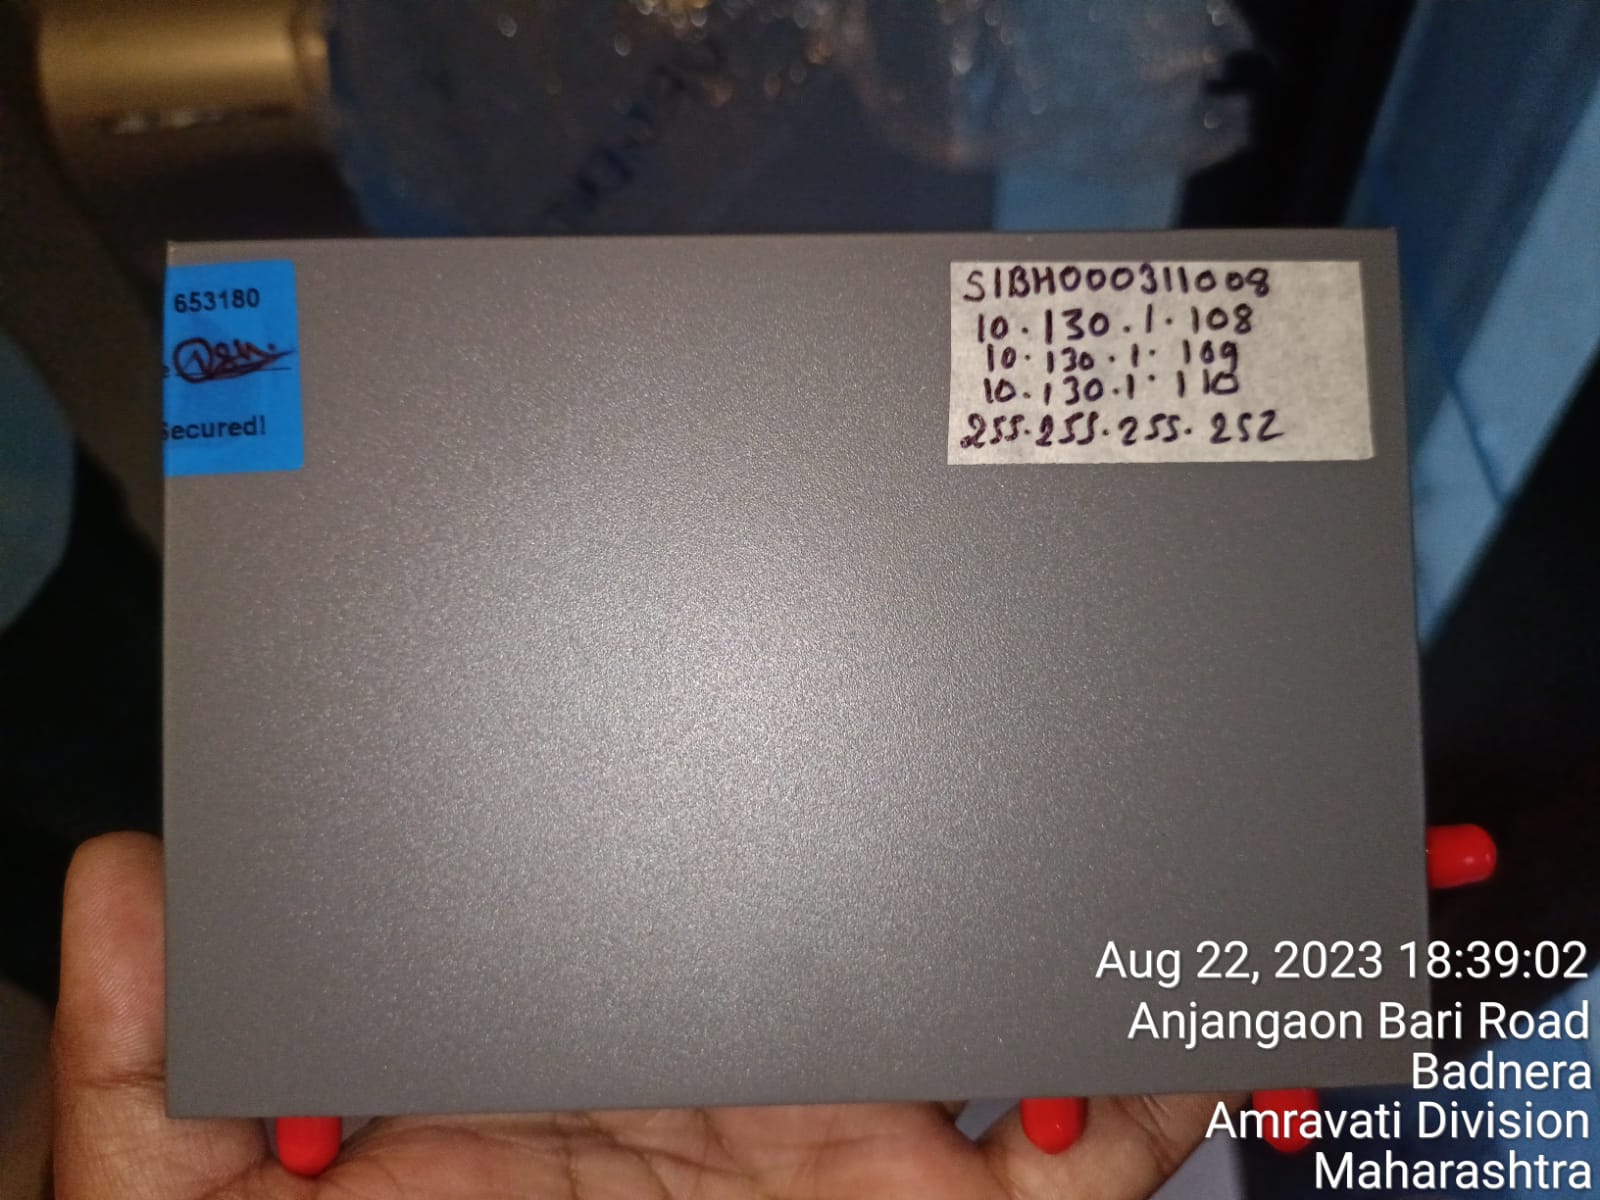 653180
Secured!
SIBH000311008
10.130.1.108
10.130.1.109
10.130.1.110
255.255.255.252
Aug 22, 2023 18:39:02
Anjangaon Bari Road
Badnera
Amravati Division
Maharashtra